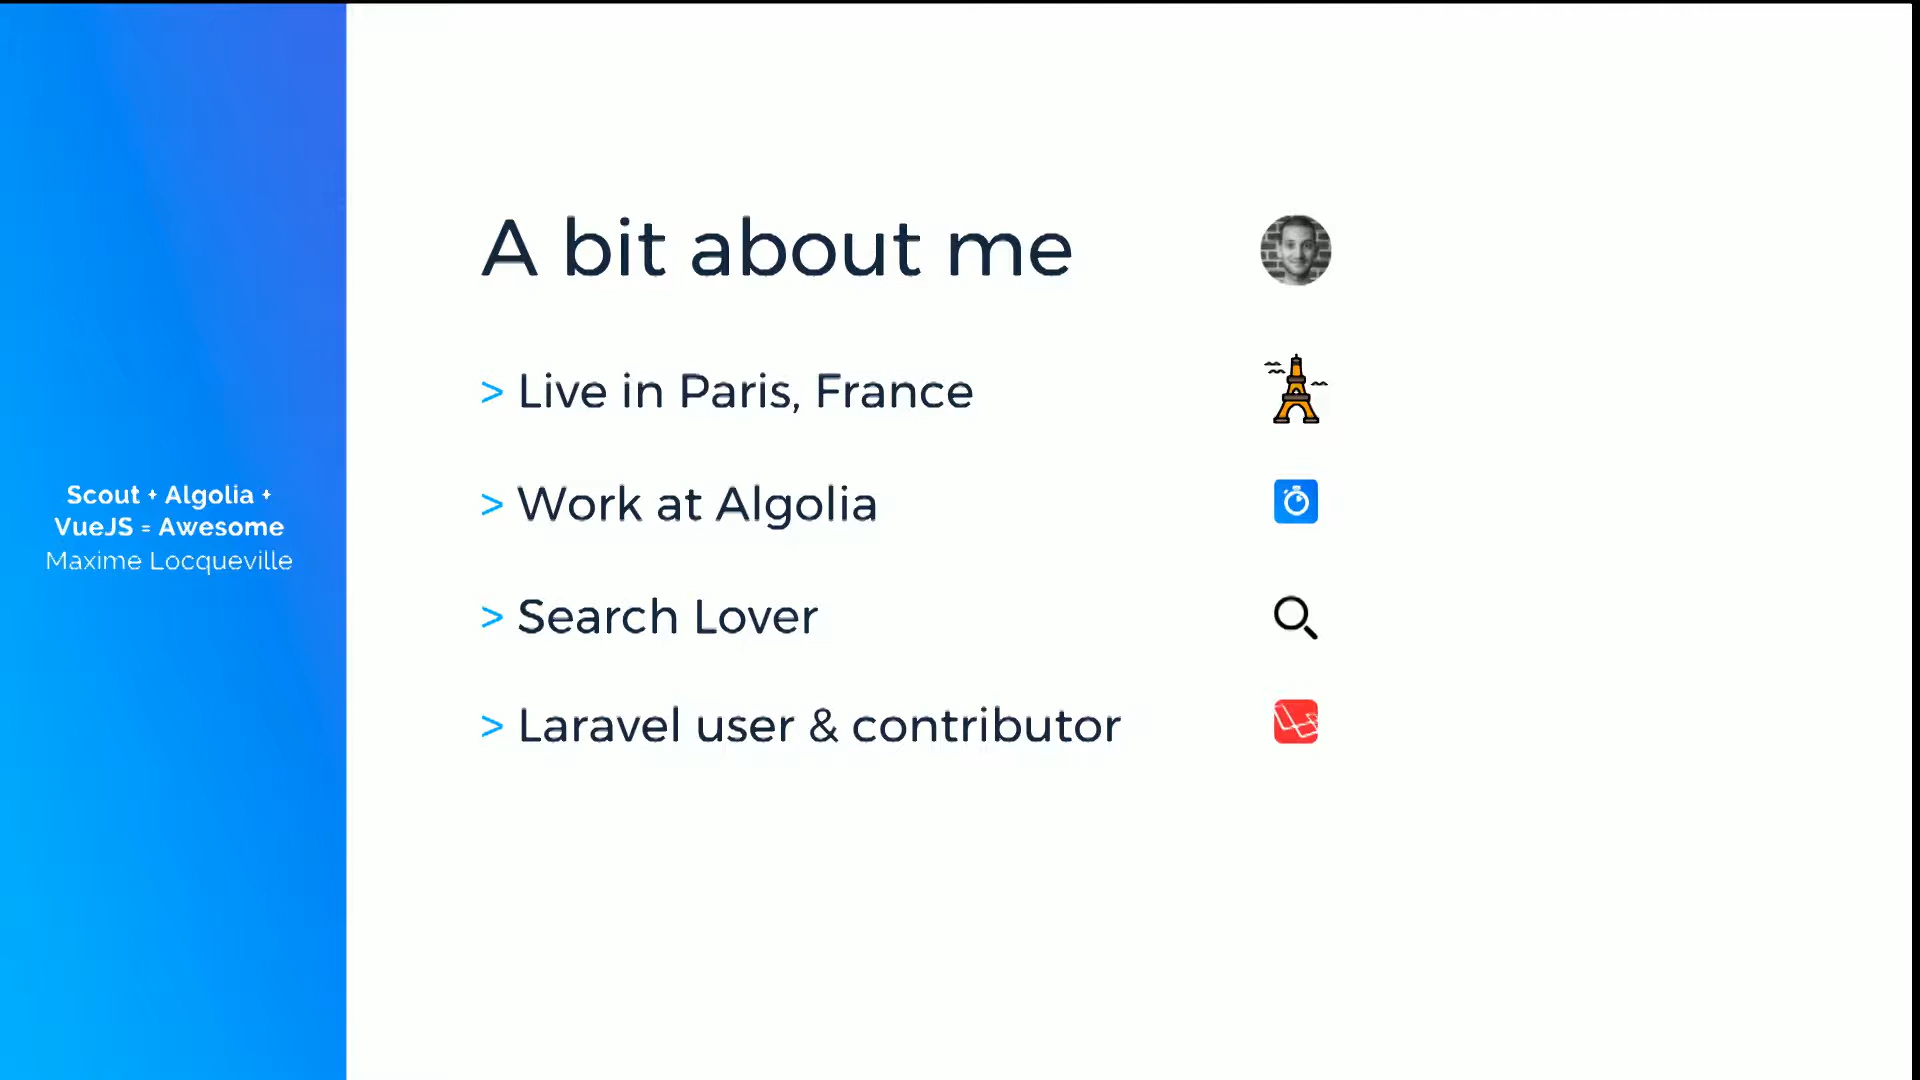 Scout + Algolia +
VueJS = Awesome
Maxime Locqueville
A bit about me
> Live in Paris, France
> Work at Algolia
> Search Lover
> Laravel user & contributor